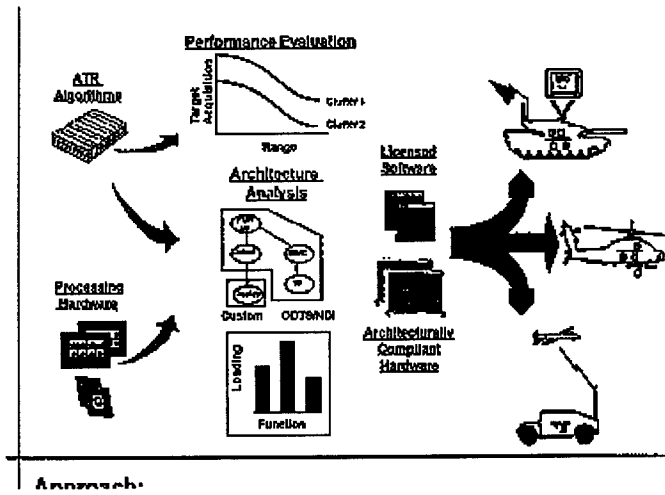 Performance Evaluation
ATR
Algorithms
Target
Acquisition
Clutter 1
Clutter 2
Range
Licensed
Software
Architecture
Analysis
Processing
Hardware
Custom
COTS/NDI
Architecturally
Compliant
Hardware
Loading
Function
Approach: